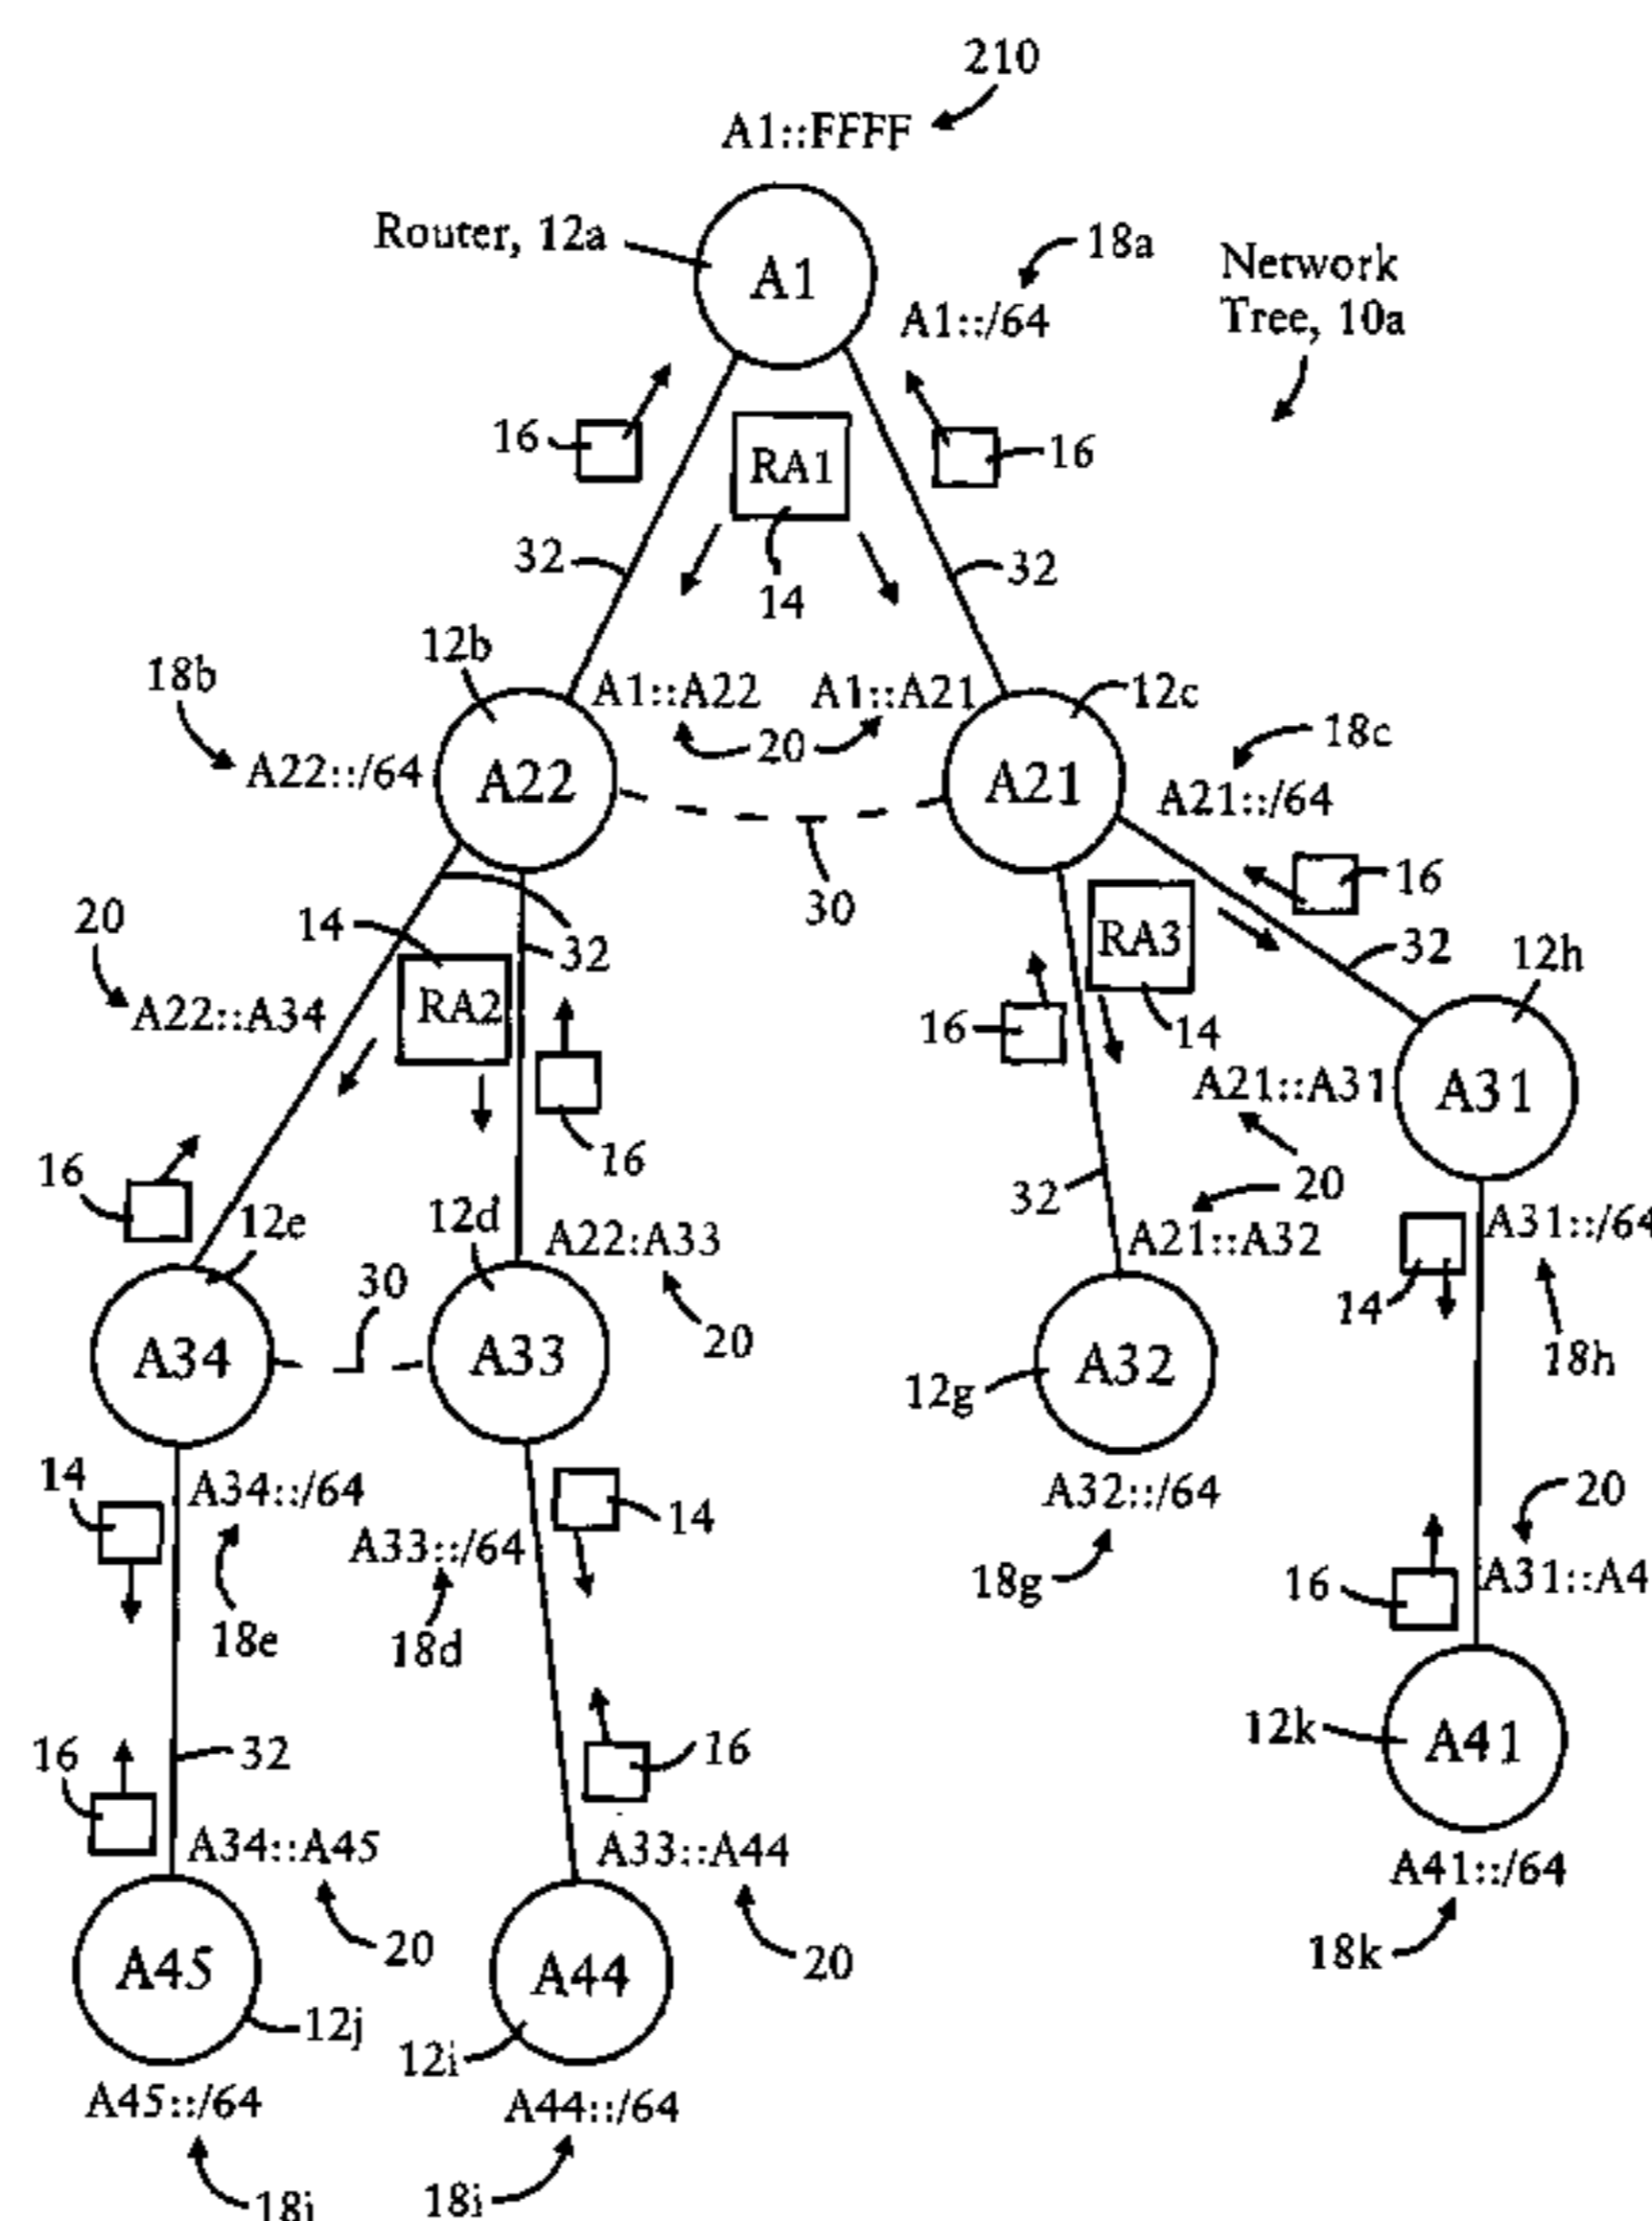 210
A1::FFFF
Router, 12a
A1
18a
A1::/64
Network
Tree, 10a
16
RA1
16
32
14
32
12b
18b
A1::A22
A1::A21
12c
20
18c
A22::/64
A22
A21
A21::/64
30
16
20
14
32
RA3
32
12h
A22::A34
RA2
16
14
A21::A31
A31
16
16
20
12e
12d
A22:A33
32
A21::A32
A31::/64
14
30
20
18h
A34
A33
12g
A32
14
A34::/64
14
A32::/64
20
A33::/64
18e
18d
18g
16
A31::A4
16
32
16
12k
A41
A34::A45
A33::A44
A41::/64
20
20
18k
A45
A44
12j
12i
A45::/64
A44::/64
18i